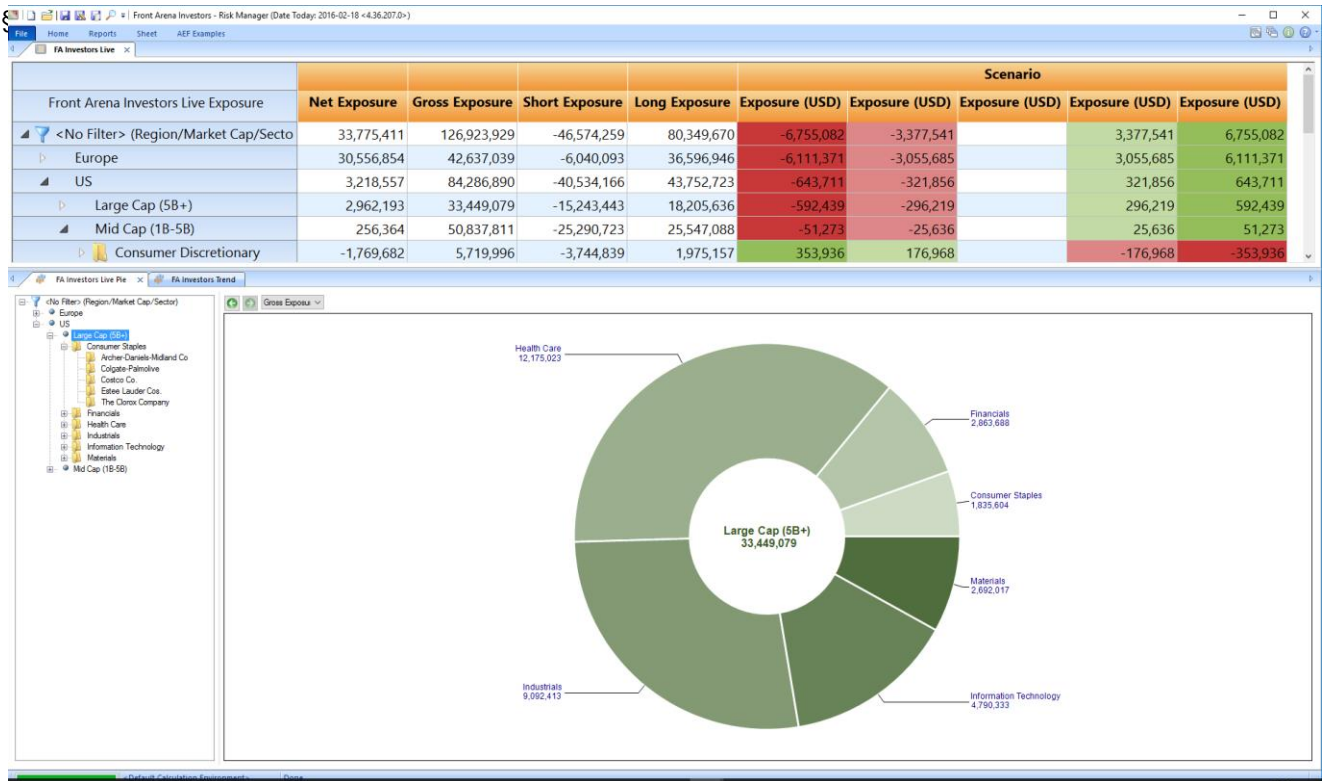 §
Front Arena Investors - Risk Manager (Date Today: 2016-02-18 <4.36.207.0>)
File Home Reports Sheet AEF Examples
FA Investors Live
Scenario
Front Arena Investors Live Exposure Net Exposure Gross Exposure Short Exposure Long Exposure Exposure (USD) Exposure (USD) Exposure (USD) Exposure (USD) Exposure (USD)
<No Filter> (Region/Market Cap/Secto 33,775,411 126,923,929 -46,574,259 80,349,670 -6,755,082 -3,377,541 3,377,541 6,755,082
Europe 30,556,854 42,637,039 -6,040,093 36,596,946 -6,111,371 -3,055,685 3,055,685 6,111,371
US 3,218,557 84,286,890 -40,534,166 43,752,723 -643,711 -321,856 321,856 643,711
Large Cap (5B+) 2,962,193 33,449,079 -15,243,443 18,205,636 -592,439 -296,219 296,219 592,439
Mid Cap (1B-5B) 256,364 50,837,811 -25,290,723 25,547,088 -51,273 -25,636 25,636 51,273
Consumer Discretionary -1,769,682 5,719,996 -3,744,839 1,975,157 353,936 176,968 -176,968 -353,936
FA Investors Live Pie FA Investors Trend
<No Filter> (Region/Market Cap/Sector)
Europe
US
Large Cap (5B+)
Consumer Staples
Archer-Daniels-Midland Co
Colgate-Palmolive
Costco Co.
Estee Lauder Cos.
The Clorox Company
Financials
Health Care
Industrials
Information Technology
Materials
Mid Cap (1B-5B)
Gross Exposu
Health Care
12,175,023
Financials
2,863,688
Consumer Staples
1,835,604
Large Cap (5B+)
33,449,079
Materials
2,692,017
Industrials
9,092,413
Information Technology
4,790,333
<Default Calculation Environment> Done